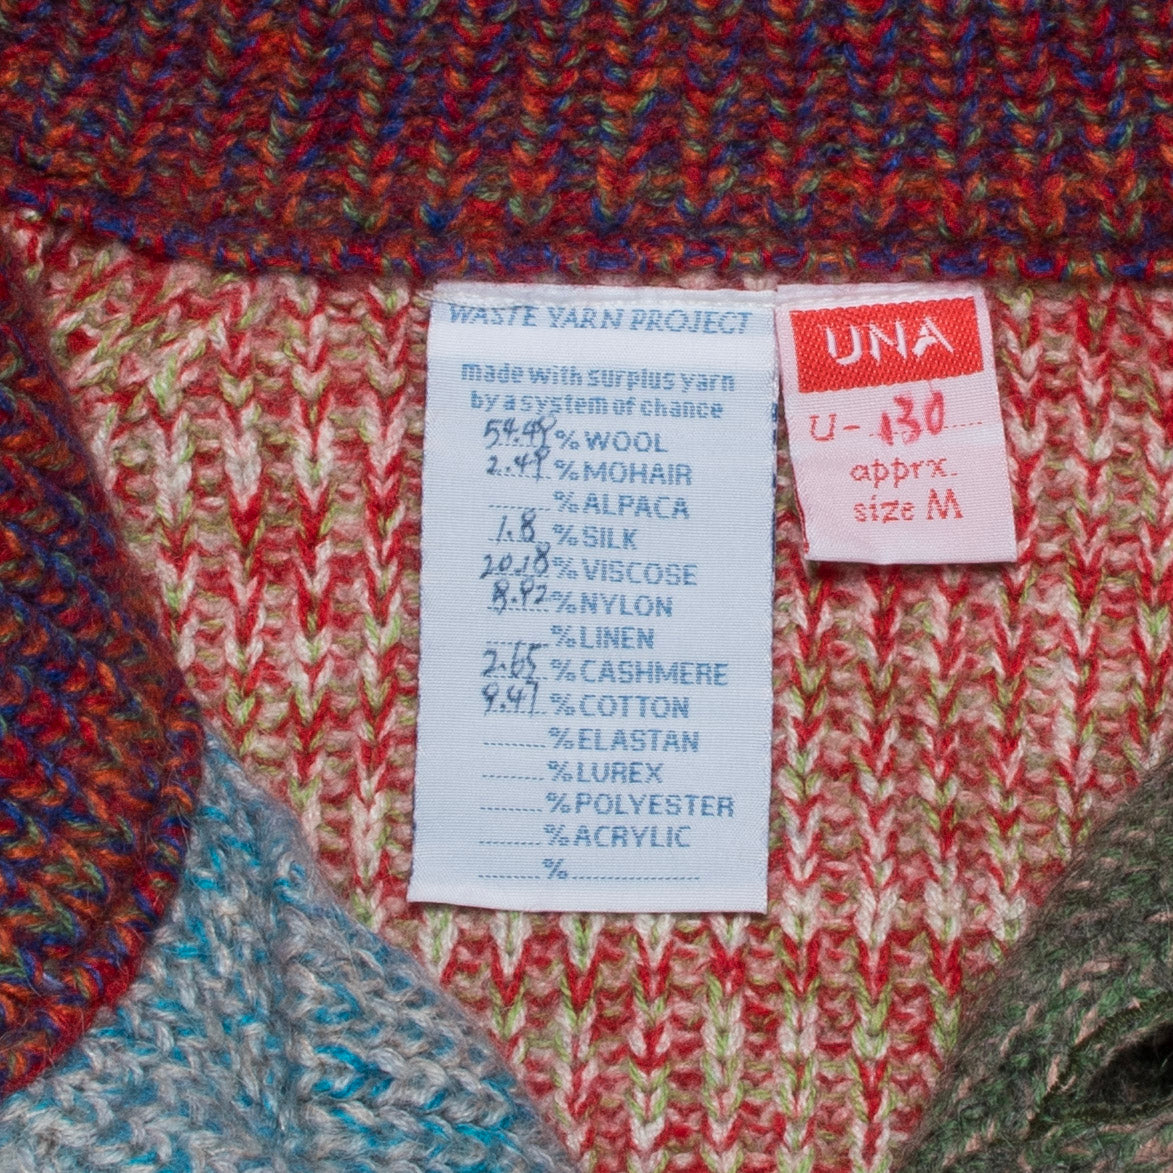 WASTE YARN PROJECT
made with surplus yarn
by a system of chance
54.49 % WOOL
2.49 % MOHAIR
% ALPACA
1.8 % SILK
20.18 % VISCOSE
8.92 % NYLON
% LINEN
2.65 % CASHMERE
9.47 % COTTON
% ELASTAN
% LUREX
% POLYESTER
% ACRYLIC
%
UNA
U- 130
apprx.
size M